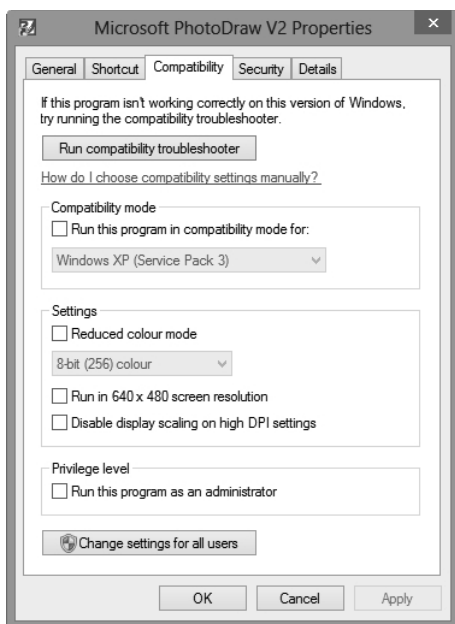 Microsoft PhotoDraw V2 Properties
General Shortcut Compatibility Security Details
If this program isn't working correctly on this version of Windows,
try running the compatibility troubleshooter.
Run compatibility troubleshooter
How do I choose compatibility settings manually?
Compatibility mode
Run this program in compatibility mode for:
Windows XP (Service Pack 3)
Settings
Reduced colour mode
8-bit (256) colour
Run in 640 x 480 screen resolution
Disable display scaling on high DPI settings
Privilege level
Run this program as an administrator
Change settings for all users
OK Cancel Apply